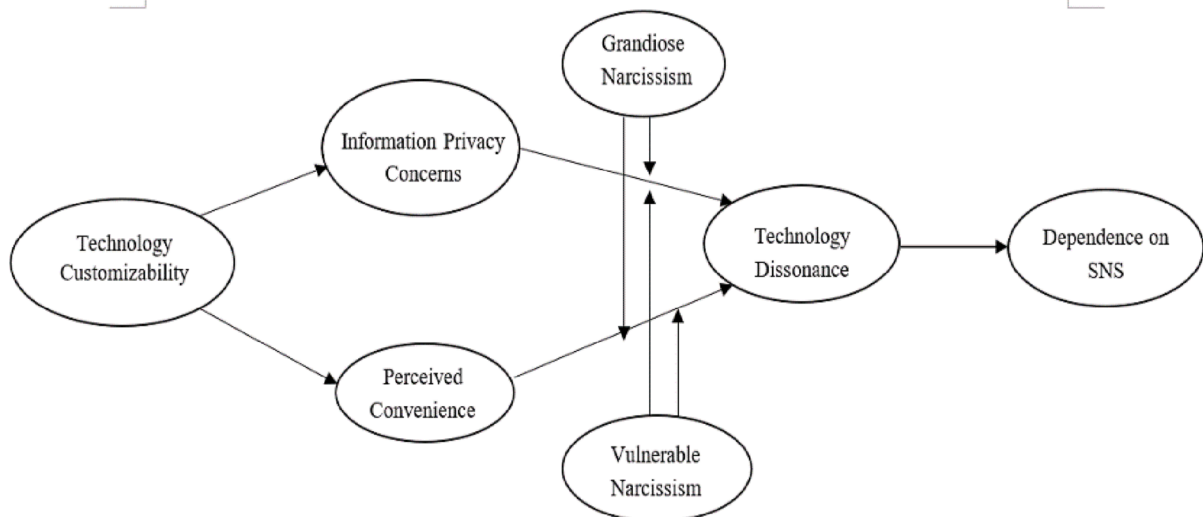 Grandiose
Narcissism
Information Privacy
Concerns
Technology
Customizability
Technology
Dissonance
Dependence on
SNS
Perceived
Convenience
Vulnerable
Narcissism